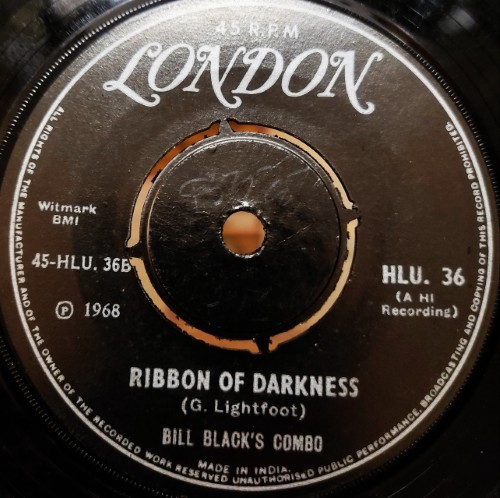 45 R.P.M
LONDON
Witmark
BMI
45-HLU. 36B
HLU. 36
(A HI
Recording)
℗ 1968
RIBBON OF DARKNESS
(G. Lightfoot)
BILL BLACK'S COMBO
MADE IN INDIA.
ALL RIGHTS OF THE MANUFACTURER AND OF THE OWNER OF THE RECORDED WORK RESERVED UNAUTHORISED PUBLIC PERFORMANCE, BROADCASTING AND COPYING OF THIS RECORD PROHIBITED.